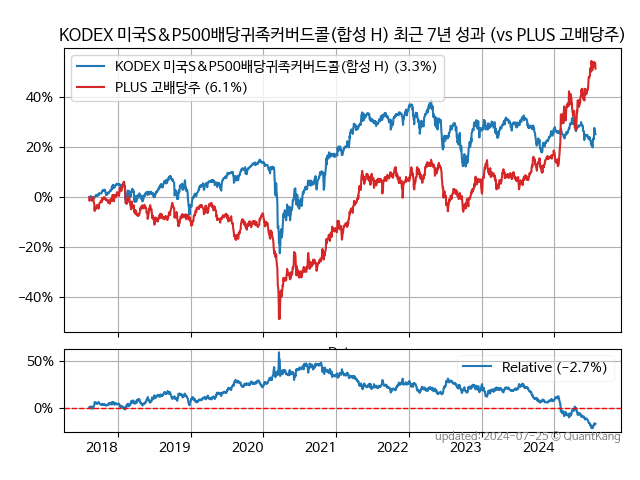 KODEX 미국S&P500배당귀족커버드콜(합성 H) 최근 7년 성과 (vs PLUS 고배당주)
KODEX 미국S&P500배당귀족커버드콜(합성 H) (3.3%)
PLUS 고배당주 (6.1%)
40%
20%
0%
−20%
−40%
50%
0%
Relative (−2.7%)
2018 2019 2020 2021 2022 2023 2024
updated: 2024-07-25 © QuantKang